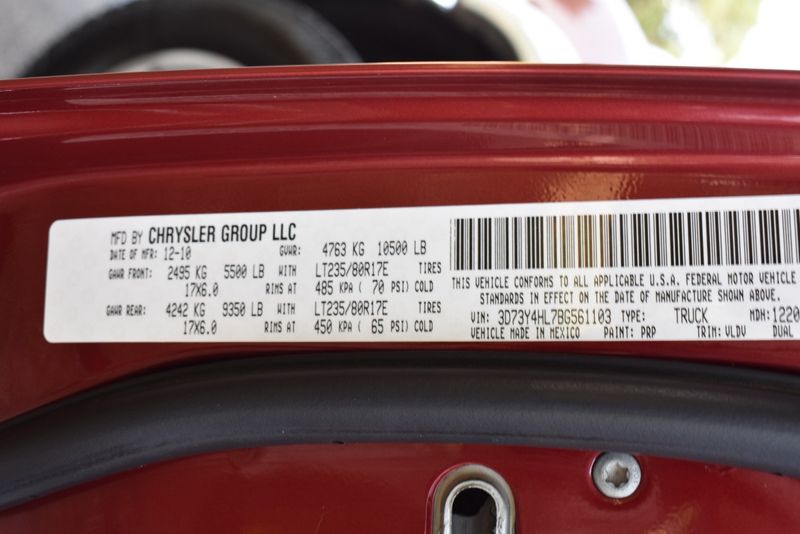 MFD BY CHRYSLER GROUP LLC
DATE OF MFR: 12-10 GVWR: 4763 KG 10500 LB
GAWR FRONT: 2495 KG 5500 LB WITH LT235/80R17E TIRES
17X6.0 RIMS AT 485 KPA ( 70 PSI) COLD
GAWR REAR: 4242 KG 9350 LB WITH LT235/80R17E TIRES
17X6.0 RIMS AT 450 KPA ( 65 PSI) COLD
THIS VEHICLE CONFORMS TO ALL APPLICABLE U.S.A. FEDERAL MOTOR VEHICLE
STANDARDS IN EFFECT ON THE DATE OF MANUFACTURE SHOWN ABOVE.
VIN: 3D73Y4HL7BG561103 TYPE: TRUCK MDH: 1220
VEHICLE MADE IN MEXICO PAINT: PRP TRIM: VLDV DUAL